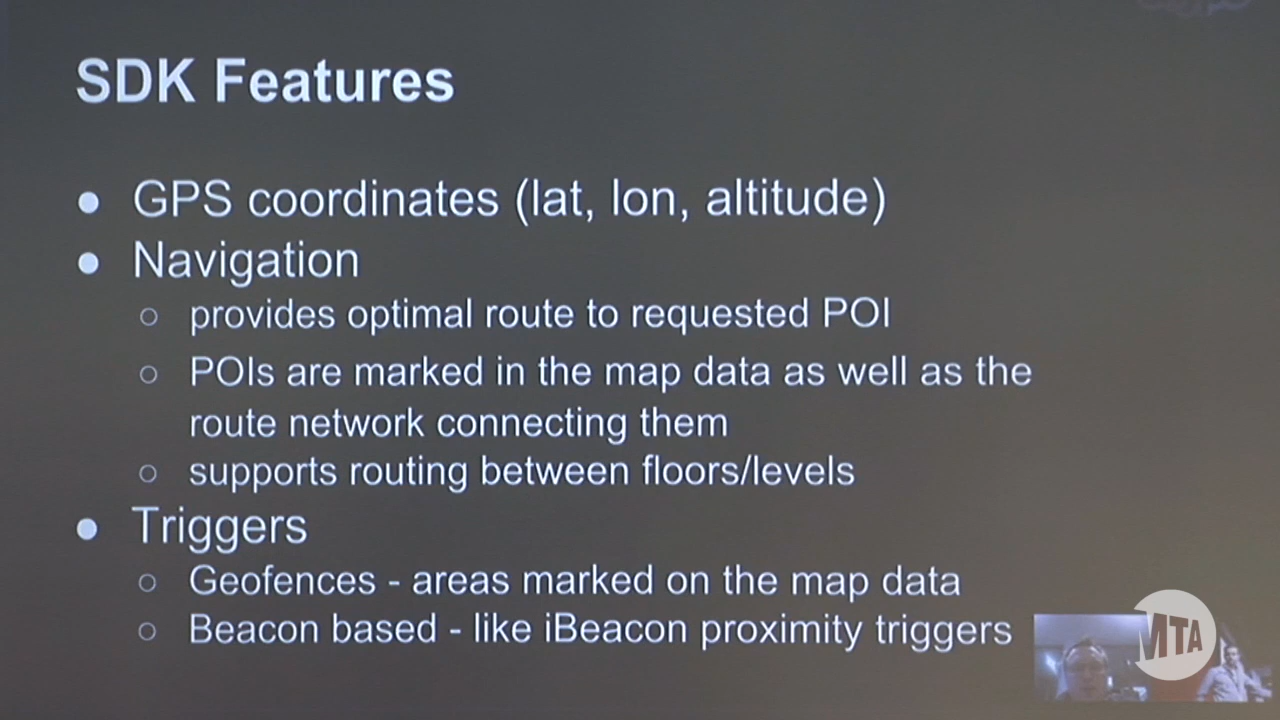 SDK Features
● GPS coordinates (lat, lon, altitude)
● Navigation
○ provides optimal route to requested POI
○ POIs are marked in the map data as well as the
route network connecting them
○ supports routing between floors/levels
● Triggers
○ Geofences - areas marked on the map data
○ Beacon based - like iBeacon proximity triggers
MTA